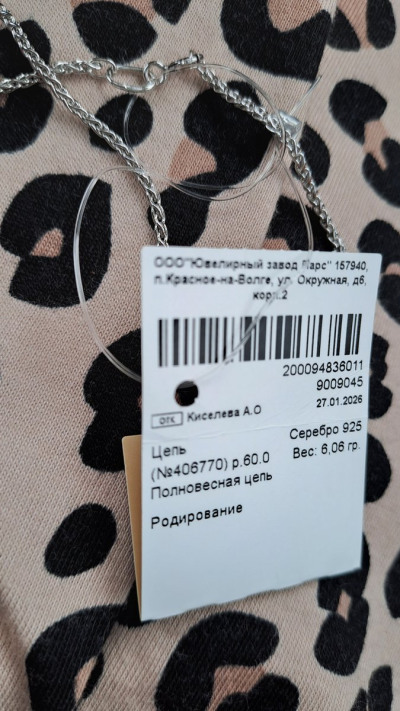 ООО"Ювелирный завод Парс" 157940,
п.Красное-на-Волге, ул. Окружная, д6,
корп.2
200094836011
9009045
27.01.2026
ОТК Киселева А.О
Цепь
Серебро 925
(№406770) р.60.0
Вес: 6,06 гр.
Полновесная цепь
Родирование